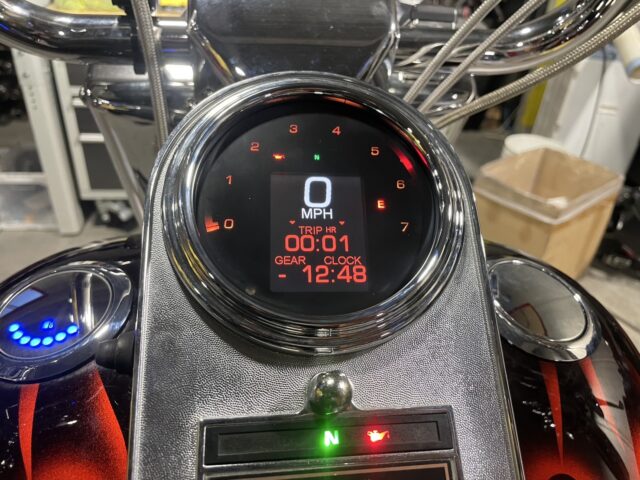 3 4
2 N 5
1 6
E
0 7
0
MPH
TRIP HR
00:01
GEAR CLOCK
- 12:48
N